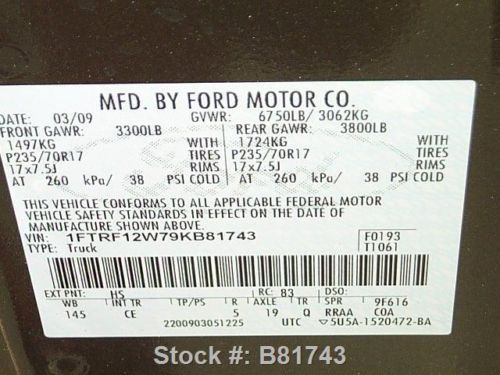 MFD. BY FORD MOTOR CO.
DATE: 03/09 GVWR: 6750LB/ 3062KG
FRONT GAWR: 3300LB REAR GAWR: 3800LB
1497KG WITH 1724KG WITH
P235/70R17 TIRES P235/70R17 TIRES
17x7.5J RIMS 17x7.5J RIMS
AT 260 kPa/ 38 PSI COLD AT 260 kPa/ 38 PSI COLD
THIS VEHICLE CONFORMS TO ALL APPLICABLE FEDERAL MOTOR
VEHICLE SAFETY STANDARDS IN EFFECT ON THE DATE OF
MANUFACTURE SHOWN ABOVE.
VIN: 1FTRF12W79KB81743 F0193
TYPE: Truck T1061
EXT PNT: HS RC: 83 DSO:
WB INT TR TP/PS R AXLE TR SPR 9F616
145 CE 5 19 Q RRAA COA
2200903051225 UTC 5U5A-1520472-BA
Stock #: B81743